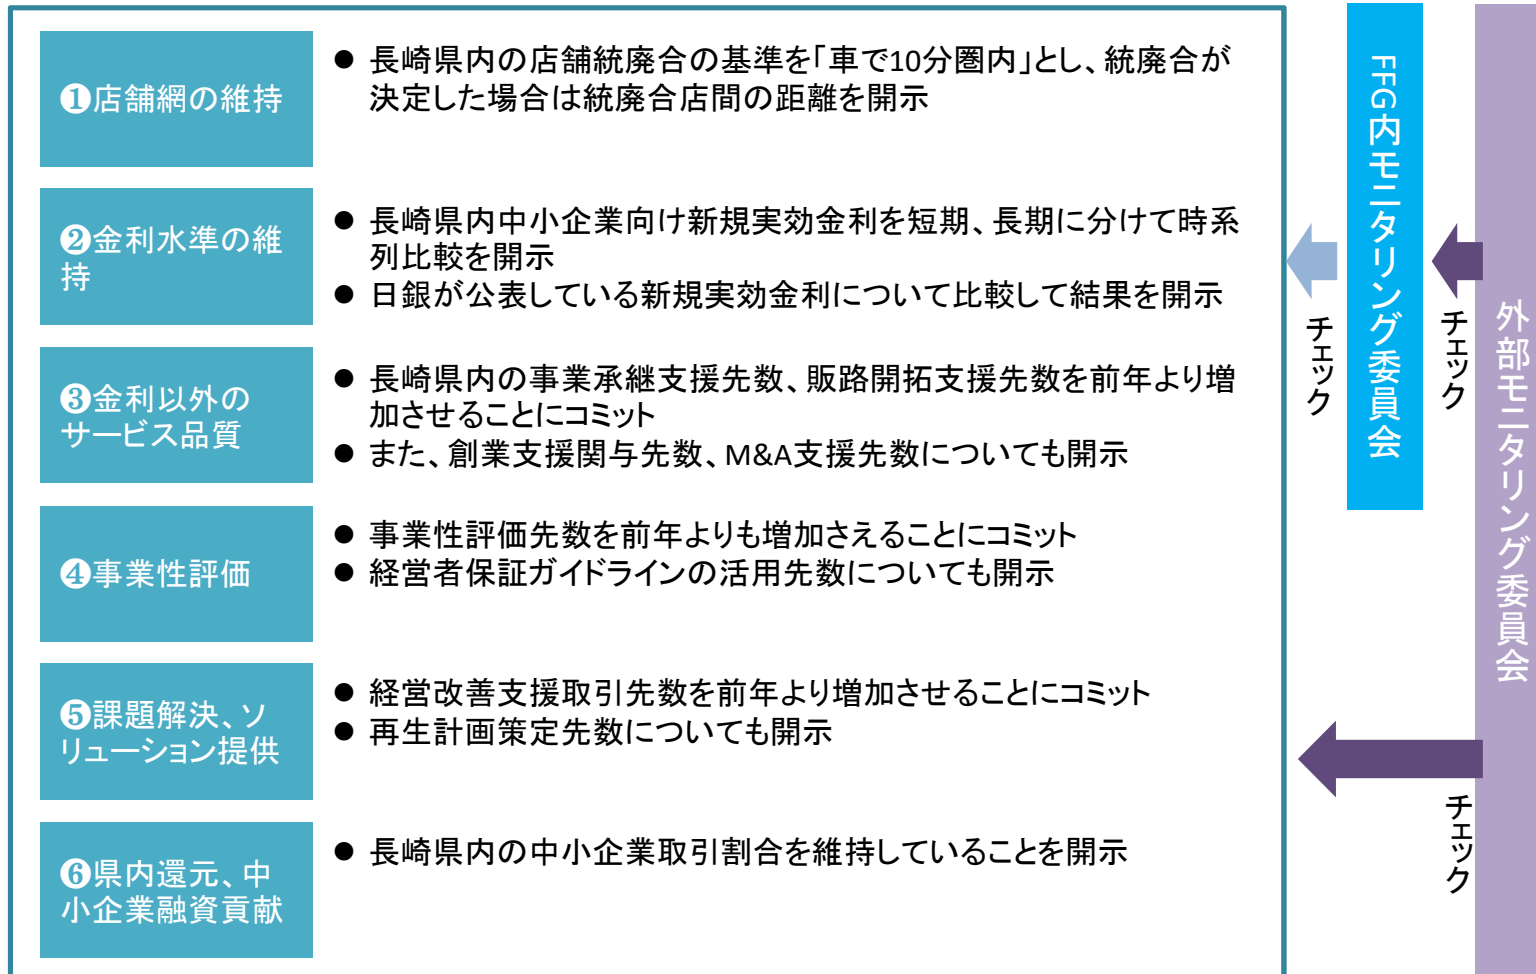 ❶店舗網の維持
● 長崎県内の店舗統廃合の基準を「車で10分圏内」とし、統廃合が
決定した場合は統廃合店間の距離を開示
❷金利水準の維
持
● 長崎県内中小企業向け新規実効金利を短期、長期に分けて時系
列比較を開示
● 日銀が公表している新規実効金利について比較して結果を開示
❸金利以外の
サービス品質
● 長崎県内の事業承継支援先数、販路開拓支援先数を前年より増
加させることにコミット
● また、創業支援関与先数、M&A支援先数についても開示
❹事業性評価
● 事業性評価先数を前年よりも増加さえることにコミット
● 経営者保証ガイドラインの活用先数についても開示
❺課題解決、ソ
リューション提供
● 経営改善支援取引先数を前年より増加させることにコミット
● 再生計画策定先数についても開示
❻県内還元、中
小企業融資貢献
● 長崎県内の中小企業取引割合を維持していることを開示
チェック
FFG内モニタリング委員会
チェック
外部モニタリング委員会
チェック